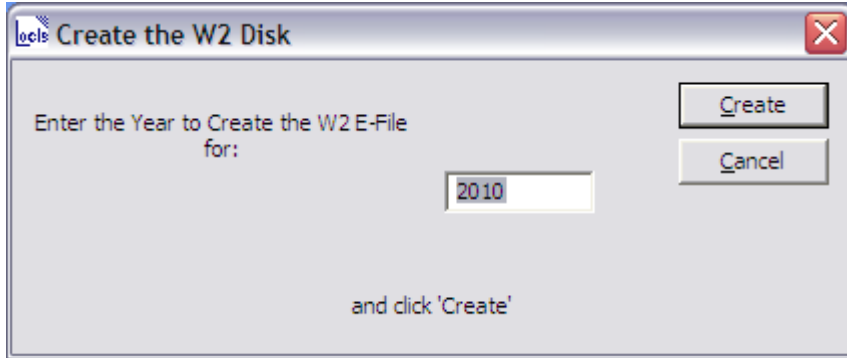 ocls Create the W2 Disk
Enter the Year to Create the W2 E-File
for:
Create
Cancel
2010
and click 'Create'